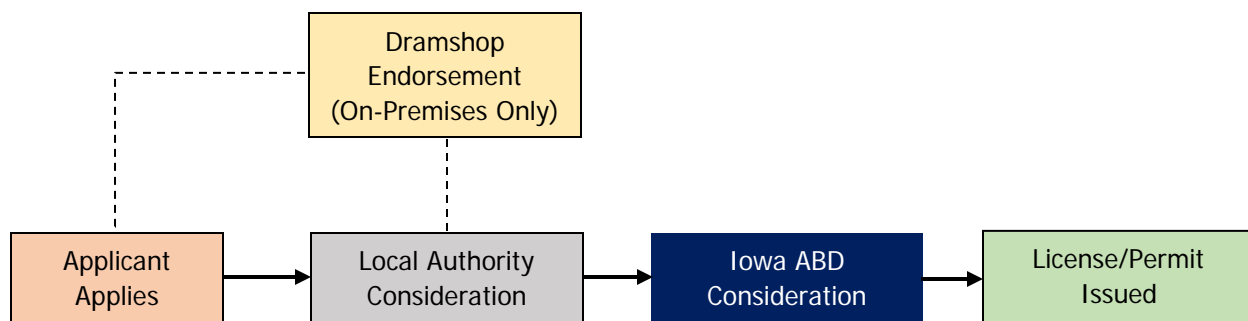 Dramshop
Endorsement
(On-Premises Only)
Applicant
Applies
Local Authority
Consideration
Iowa ABD
Consideration
License/Permit
Issued